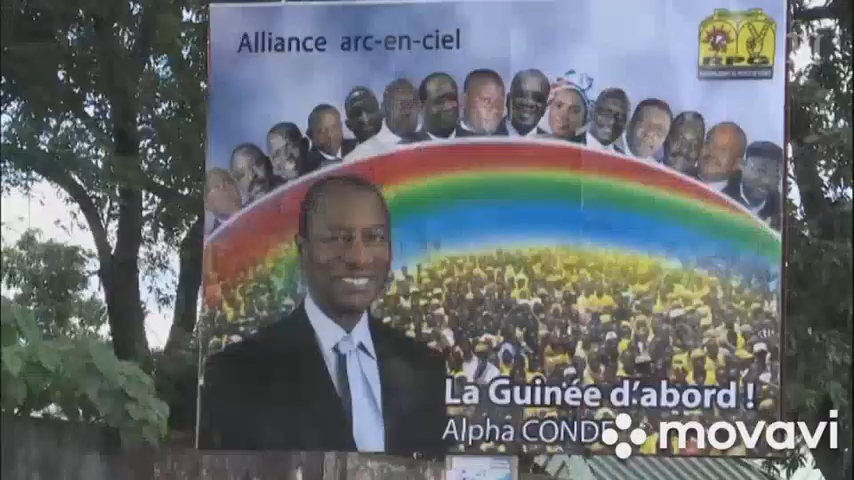 Alliance arc-en-ciel
RPG
La Guinée d'abord !
Alpha CONDE
movavi